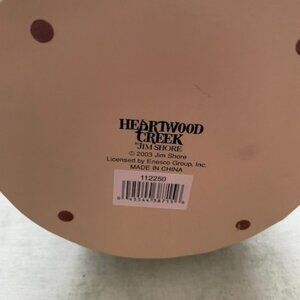 HEARTWOOD
CREEK
BY JIM SHORE
© 2003 Jim Shore
Licensed by Enesco Group, Inc.
MADE IN CHINA
112250